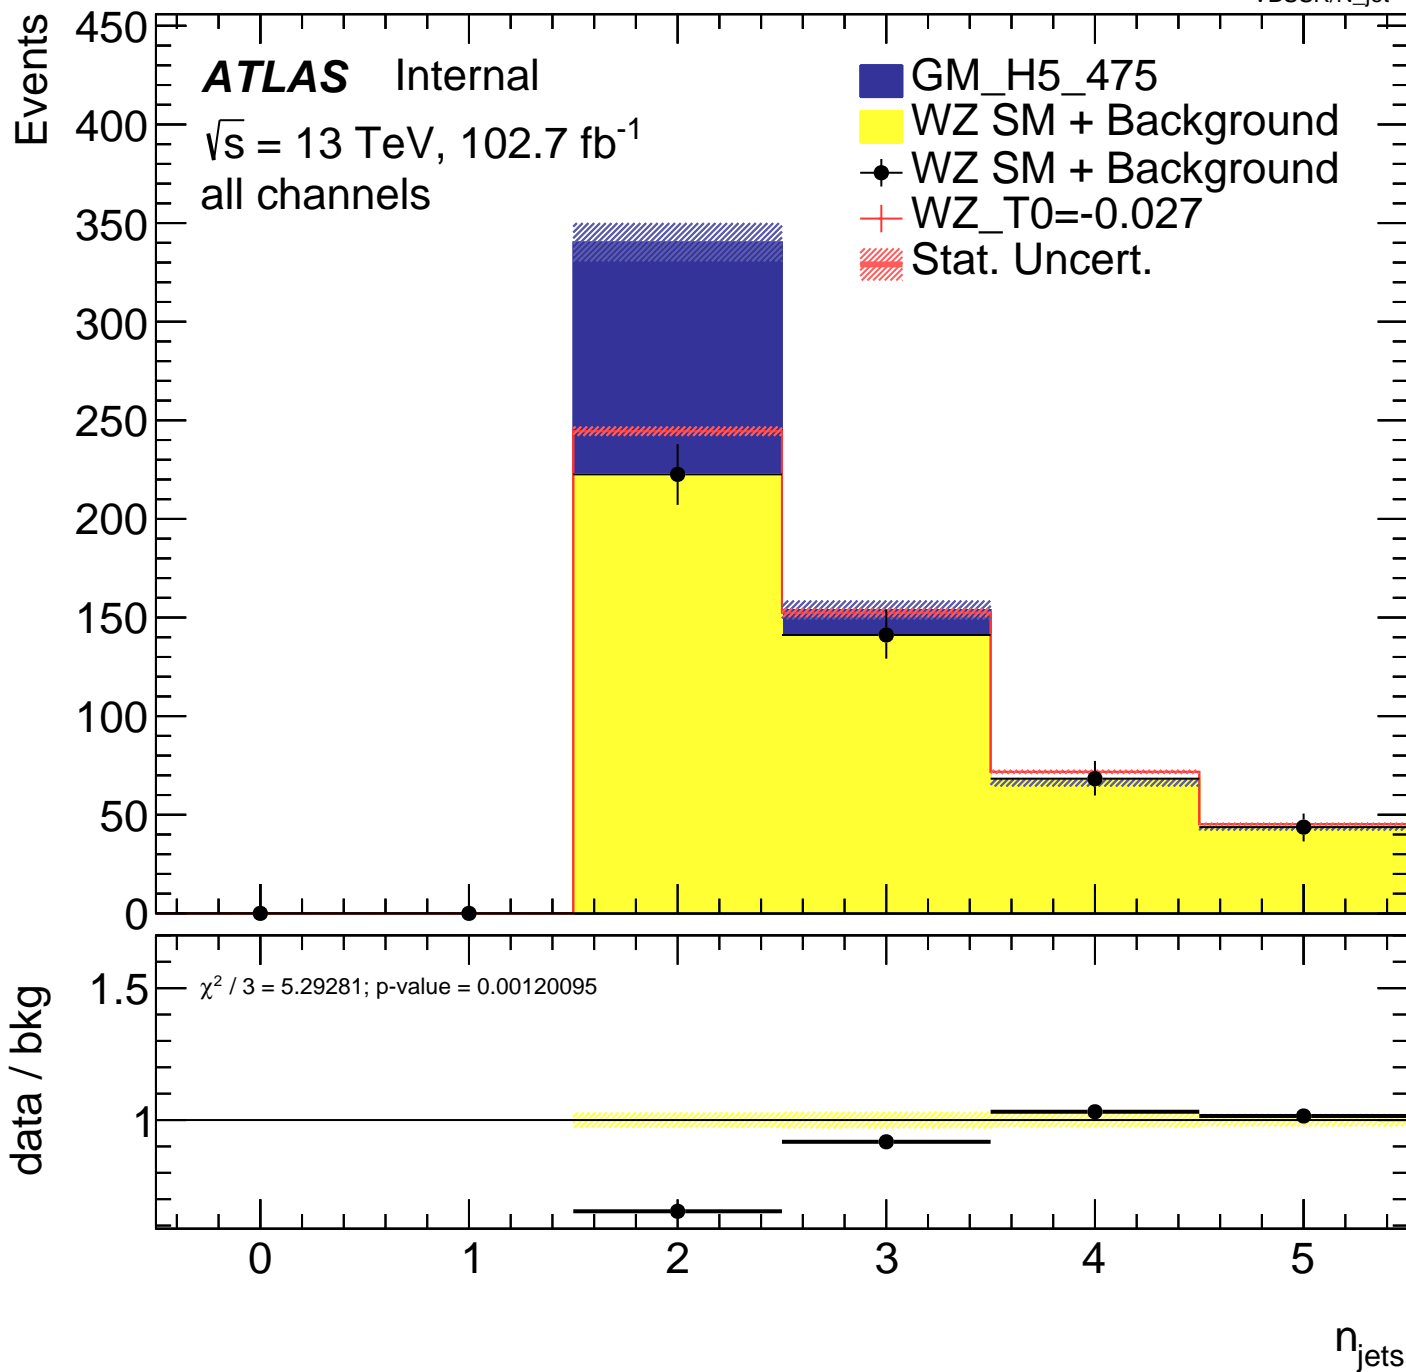 Events
450
400
350
300
250
200
150
100
50
0
ATLAS Internal
√s = 13 TeV, 102.7 fb⁻¹
all channels
GM_H5_475
WZ SM + Background
WZ SM + Background
WZ_T0=-0.027
Stat. Uncert.
data / bkg
1.5
1
χ² / 3 = 5.29281; p-value = 0.00120095
0 1 2 3 4 5
n_jets